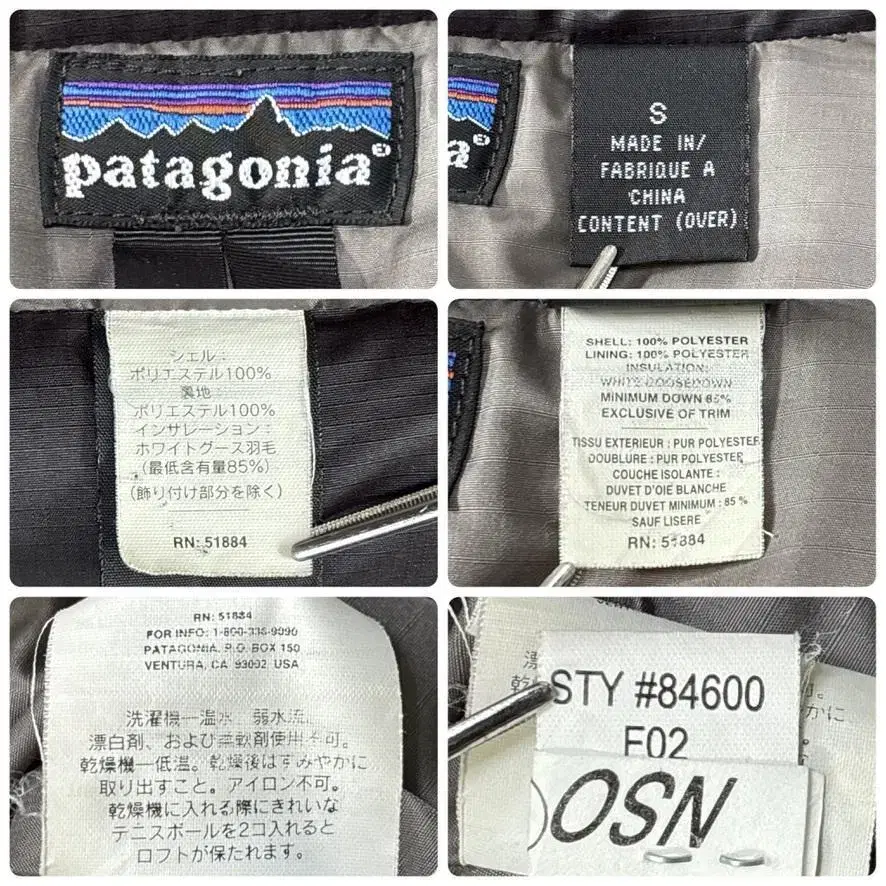 patagonia®
a®
S
MADE IN/
FABRIQUE A
CHINA
CONTENT (OVER)
シェル:
ポリエステル100%
裏地:
ポリエステル100%
インサレーション:
ホワイトグース羽毛
(最低含有量85%)
(飾り付け部分を除く)
RN: 51884
SHELL: 100% POLYESTER
LINING: 100% POLYESTER
INSULATION:
WHITE GOOSEDOWN
MINIMUM DOWN 85%
EXCLUSIVE OF TRIM
TISSU EXTERIEUR : PUR POLYESTER
DOUBLURE : PUR POLYESTER
COUCHE ISOLANTE :
DUVET D'OIE BLANCHE
TENEUR DUVET MINIMUM : 85 %
SAUF LISERE
RN: 51884
RN: 51884
FOR INFO: 1-800-336-9090
PATAGONIA, P.O. BOX 150
VENTURA, CA 93002 USA
洗濯機―温水、弱水流。
漂白剤、および柔軟剤使用不可。
乾燥機―低温。乾燥後はすみやかに
取り出すこと。アイロン不可。
乾燥機に入れる際にきれいな
テニスボールを2コ入れると
ロフトが保たれます。
漂
乾
可。
かに
STY #84600
F02
OSN